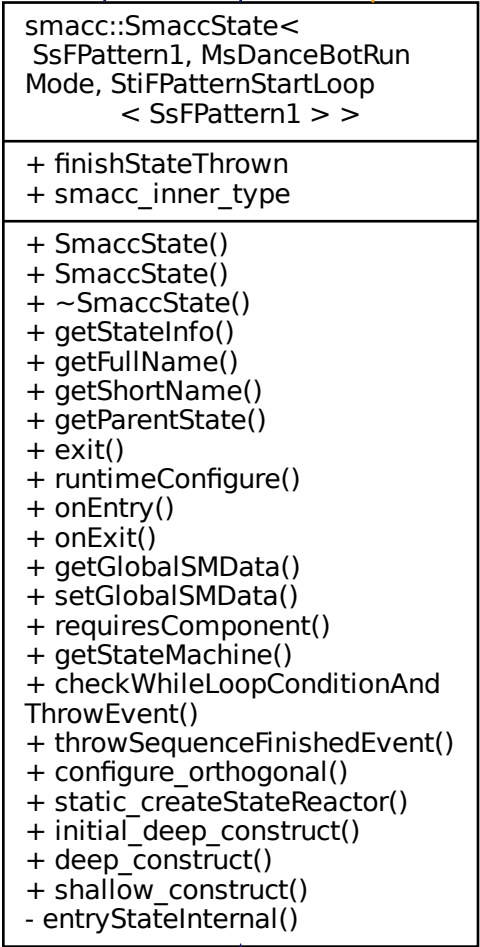 smacc::SmaccState<
SsFPattern1, MsDanceBotRun
Mode, StiFPatternStartLoop
< SsFPattern1 > >
+ finishStateThrown
+ smacc_inner_type
+ SmaccState()
+ SmaccState()
+ ~SmaccState()
+ getStateInfo()
+ getFullName()
+ getShortName()
+ getParentState()
+ exit()
+ runtimeConfigure()
+ onEntry()
+ onExit()
+ getGlobalSMData()
+ setGlobalSMData()
+ requiresComponent()
+ getStateMachine()
+ checkWhileLoopConditionAnd
ThrowEvent()
+ throwSequenceFinishedEvent()
+ configure_orthogonal()
+ static_createStateReactor()
+ initial_deep_construct()
+ deep_construct()
+ shallow_construct()
- entryStateInternal()